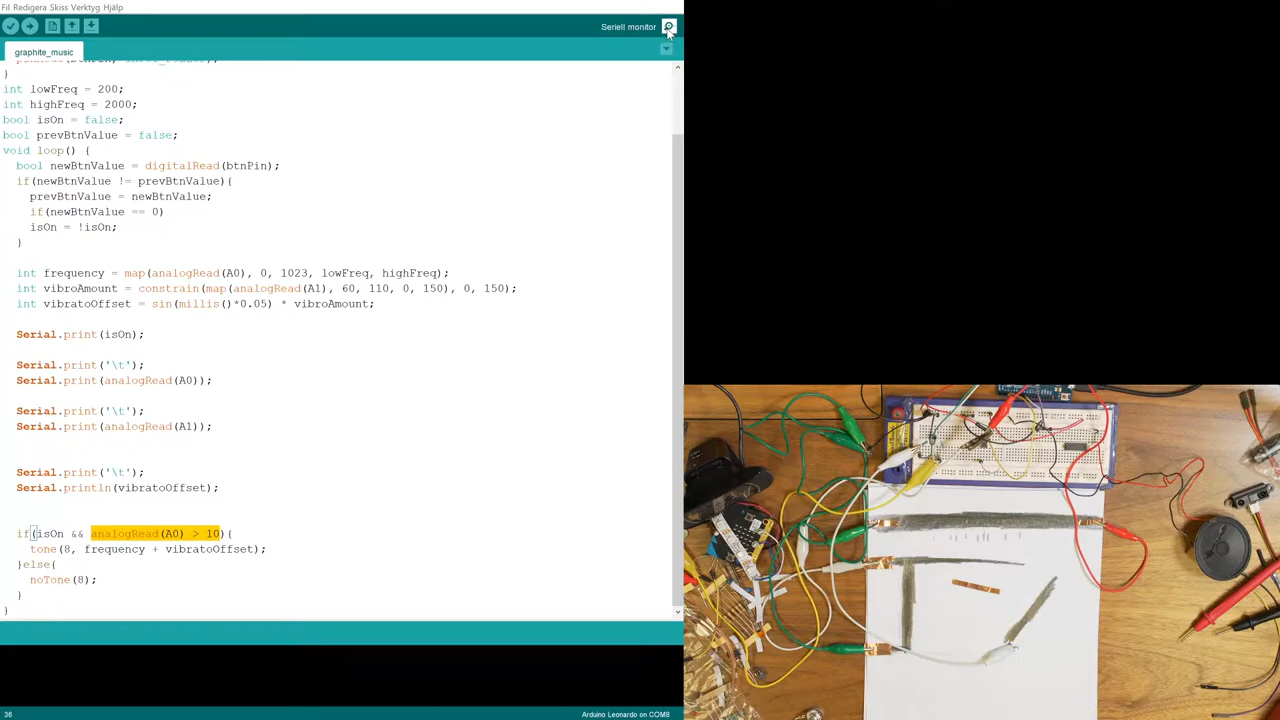 Fil Redigera Skiss Verktyg Hjälp
Seriell monitor
graphite_music
}
int lowFreq = 200;
int highFreq = 2000;
bool isOn = false;
bool prevBtnValue = false;
void loop() {
bool newBtnValue = digitalRead(btnPin);
if(newBtnValue != prevBtnValue){
prevBtnValue = newBtnValue;
if(newBtnValue == 0)
isOn = !isOn;
}
int frequency = map(analogRead(A0), 0, 1023, lowFreq, highFreq);
int vibroAmount = constrain(map(analogRead(A1), 60, 110, 0, 150), 0, 150);
int vibratoOffset = sin(millis()*0.05) * vibroAmount;
Serial.print(isOn);
Serial.print('\t');
Serial.print(analogRead(A0));
Serial.print('\t');
Serial.print(analogRead(A1));
Serial.print('\t');
Serial.println(vibratoOffset);
if(isOn && analogRead(A0) > 10){
tone(8, frequency + vibratoOffset);
}else{
noTone(8);
}
}
36
Arduino Leonardo on COM8